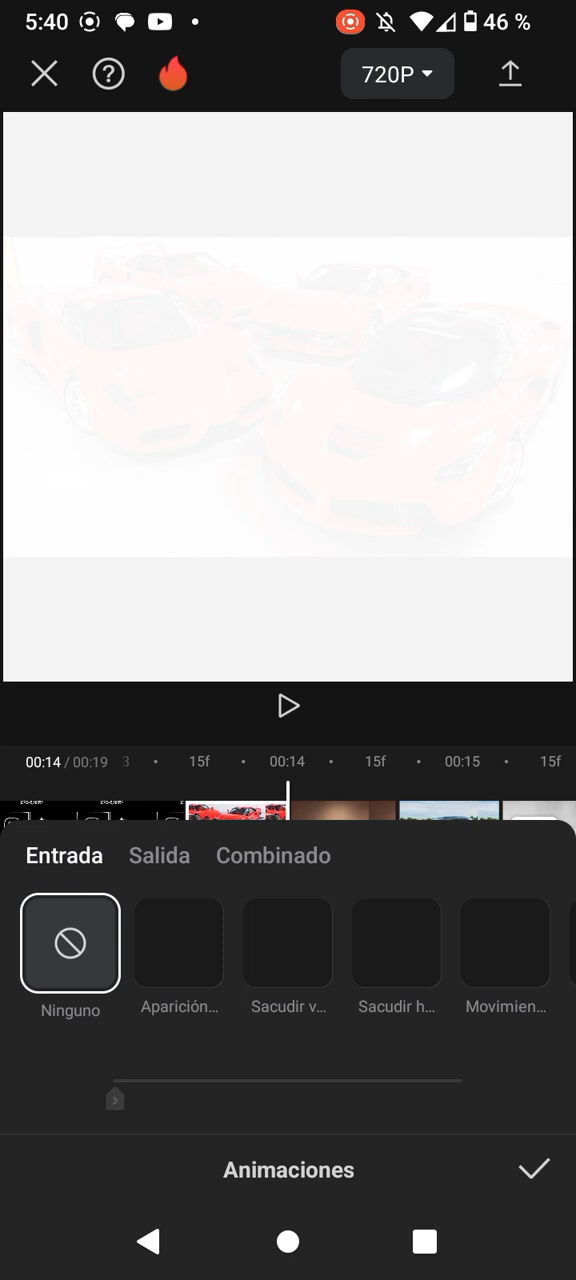 5:40
46 %
720P
00:14 / 00:19 3 15f 00:14 15f 00:15 15f
Entrada Salida Combinado
Ninguno Aparición... Sacudir v... Sacudir h... Movimien...
Animaciones